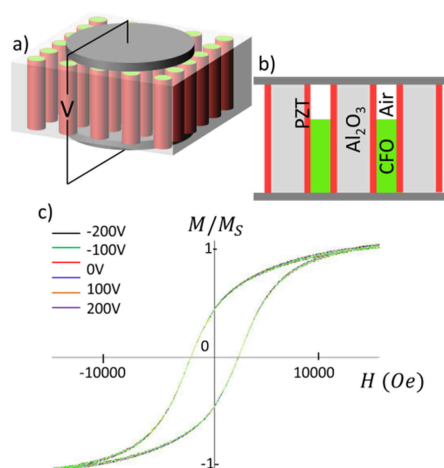 a)
V
b)
PZT
Al2O3
Air
CFO
c)
M/MS
-200V
-100V
0V
100V
200V
1
0
-10000
10000
H (Oe)
-1